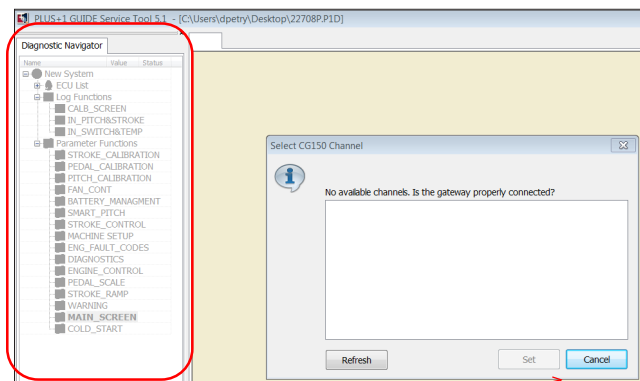 PLUS+1 GUIDE Service Tool 5.1 - [C:\Users\dpetry\Desktop\22708P.P1D]
Diagnostic Navigator
Name Value Status
New System
ECU List
Log Functions
CALB_SCREEN
IN_PITCH&STROKE
IN_SWITCH&TEMP
Parameter Functions
STROKE_CALIBRATION
PEDAL_CALIBRATION
PITCH_CALIBRATION
FAN_CONT
BATTERY_MANAGMENT
SMART_PITCH
STROKE_CONTROL
MACHINE SETUP
ENG_FAULT_CODES
DIAGNOSTICS
ENGINE_CONTROL
PEDAL_SCALE
STROKE_RAMP
WARNING
MAIN_SCREEN
COLD_START
Select CG150 Channel
No available channels. Is the gateway properly connected?
Refresh Set Cancel